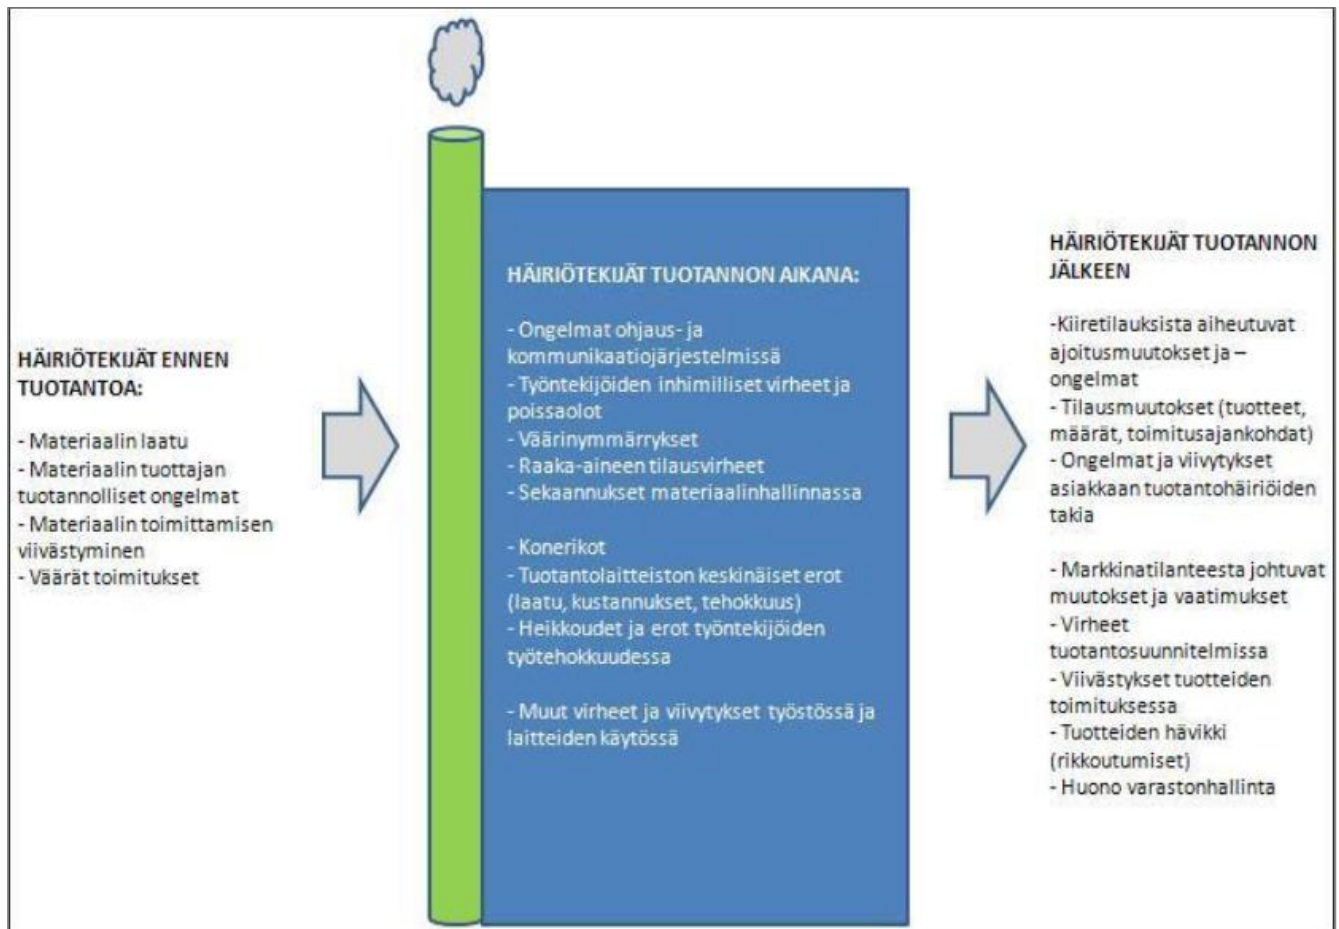 HÄIRIÖTEKIJÄT ENNEN
TUOTANTOA:
- Materiaalin laatu
- Materiaalin tuottajan
tuotannolliset ongelmat
- Materiaalin toimittamisen
viivästyminen
- Väärät toimitukset
HÄIRIÖTEKIJÄT TUOTANNON AIKANA:
- Ongelmat ohjaus- ja
kommunikaatiojärjestelmissä
- Työntekijöiden inhimilliset virheet ja
poissaolot
- Väärinymmärrykset
- Raaka-aineen tilausvirheet
- Sekaannukset materiaalinhallinnassa
- Konerikot
- Tuotantolaitteiston keskinäiset erot
(laatu, kustannukset, tehokkuus)
- Heikkoudet ja erot työntekijöiden
työtehokkuudessa
- Muut virheet ja viivytykset työstössä ja
laitteiden käytössä
HÄIRIÖTEKIJÄT TUOTANNON
JÄLKEEN
-Kiiretilauksista aiheutuvat
ajoitusmuutokset ja –
ongelmat
- Tilausmuutokset (tuotteet,
määrät, toimitusajankohdat)
- Ongelmat ja viivytykset
asiakkaan tuotantohäiriöiden
takia
- Markkinatilanteesta johtuvat
muutokset ja vaatimukset
- Virheet
tuotantosuunnitelmissa
- Viivästykset tuotteiden
toimituksessa
- Tuotteiden hävikki
(rikkoutumiset)
- Huono varastonhallinta